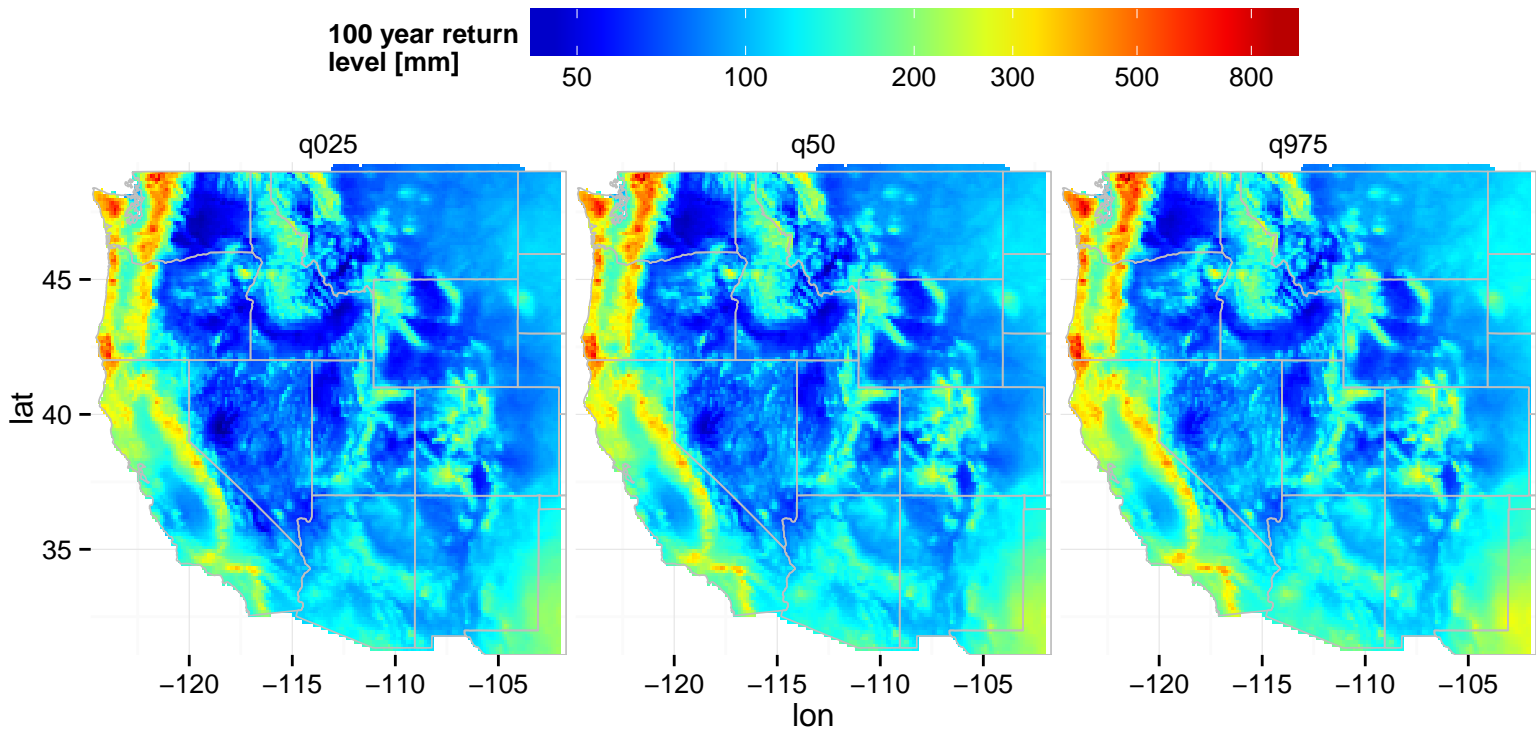 100 year return
level [mm]
50 100 200 300 500 800
q025 q50 q975
lat
45
40
35
−120 −115 −110 −105 −120 −115 −110 −105 −120 −115 −110 −105
lon